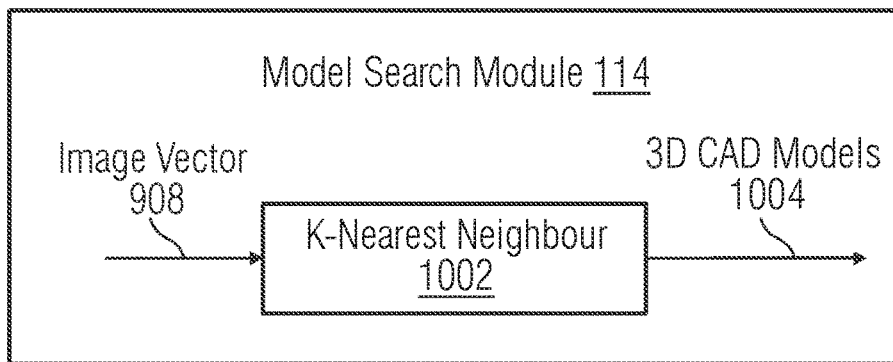 Model Search Module 114
Image Vector
908
3D CAD Models
1004
K-Nearest Neighbour
1002